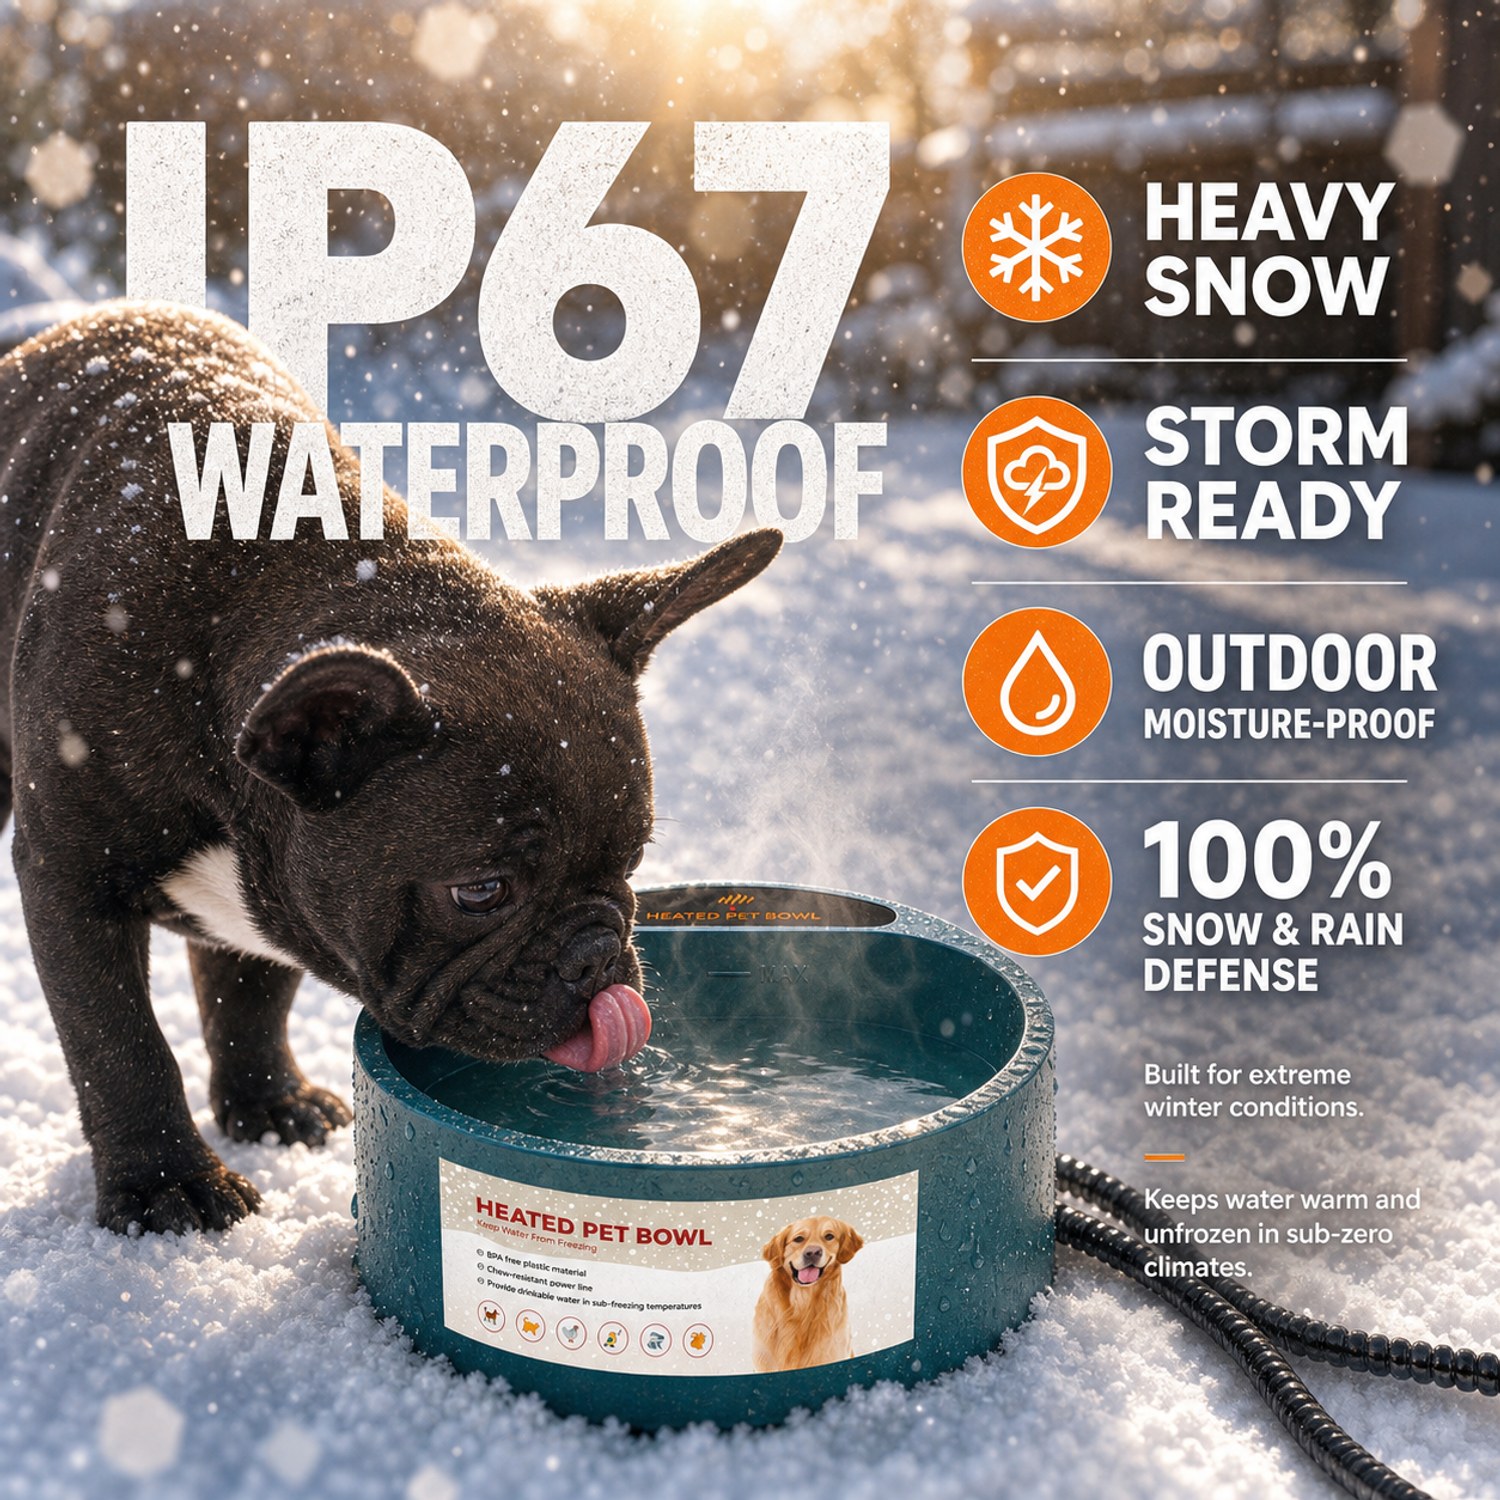 IP67
WATERPROOF
HEAVY
SNOW
STORM
READY
OUTDOOR
MOISTURE-PROOF
100%
SNOW & RAIN
DEFENSE
Built for extreme
winter conditions.
Keeps water warm and
unfrozen in sub-zero
climates.
HEATED PET BOWL
MAX
HEATED PET BOWL
Keep Water From Freezing
BPA free plastic material
Chew-resistant power line
Provide drinkable water in sub-freezing temperatures